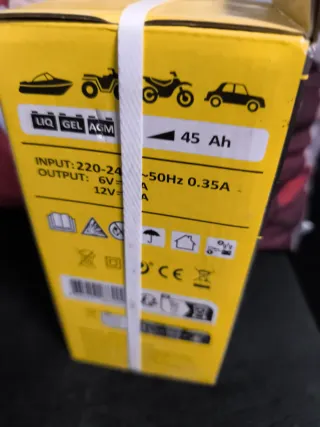 LIQ GEL AGM 45 Ah
INPUT: 220-24 ~50Hz 0.35A
OUTPUT: 6V A
12V A
CE